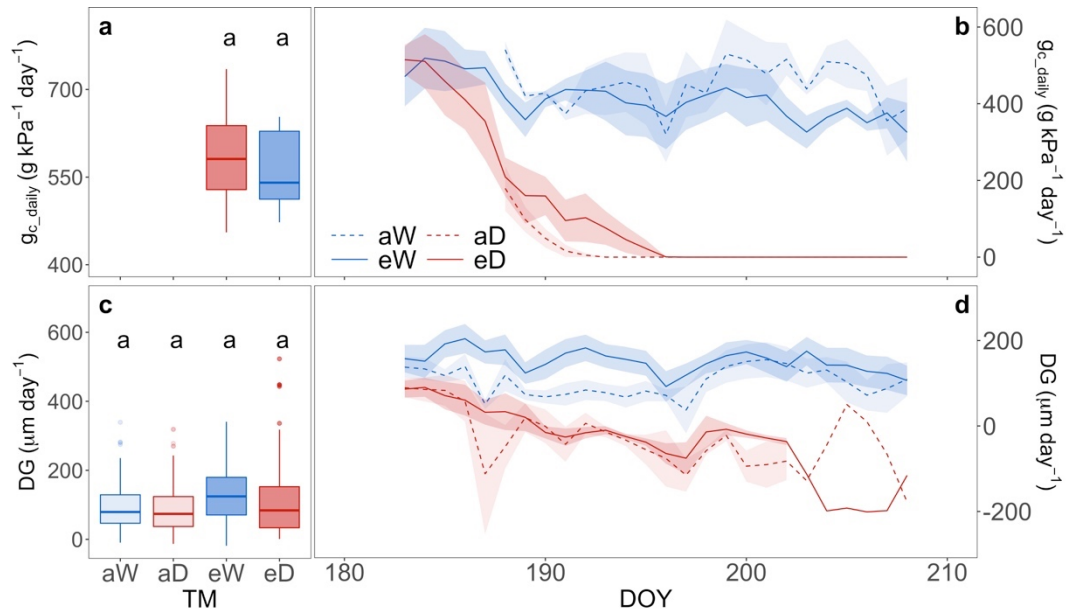 a
a a
700
550
400
g_c_daily (g kPa⁻¹ day⁻¹)
b
600
400
200
0
g_c_daily (g kPa⁻¹ day⁻¹)
aW aD
eW eD
c
a a a a
600
400
200
0
DG (μm day⁻¹)
aW aD eW eD
TM
d
200
0
-200
DG (μm day⁻¹)
180 190 200 210
DOY